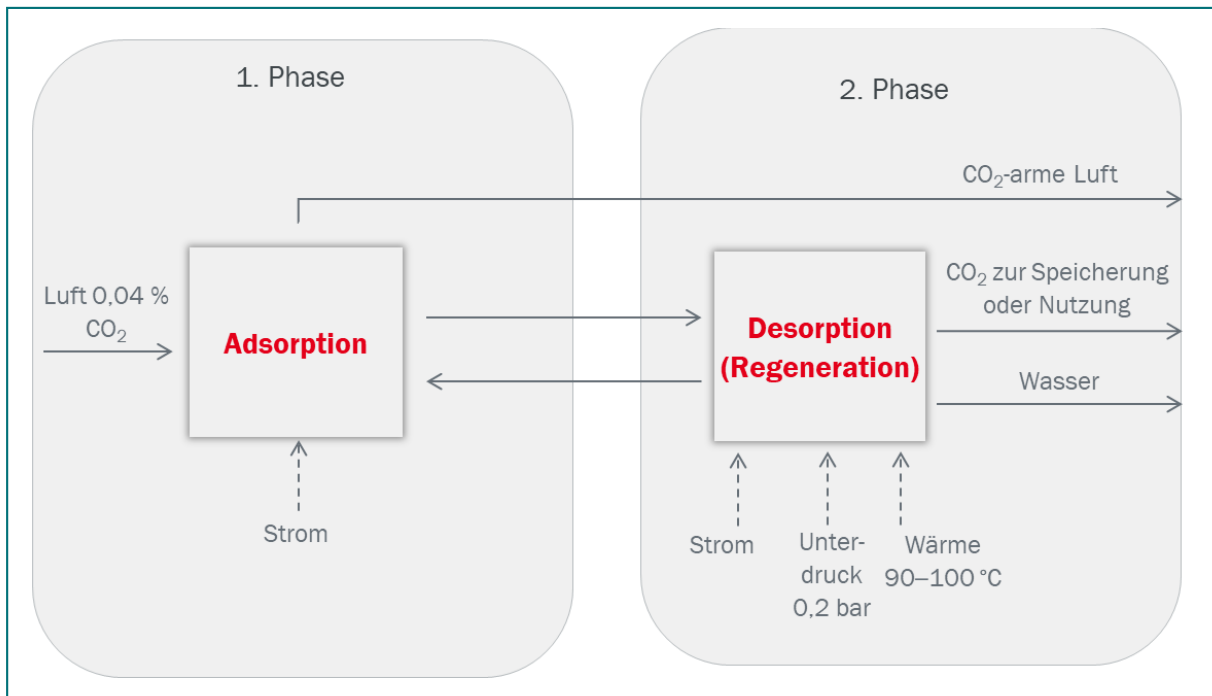 1. Phase
2. Phase
CO₂-arme Luft
Luft 0,04 %
CO₂
Adsorption
Desorption
(Regeneration)
CO₂ zur Speicherung
oder Nutzung
Wasser
Strom
Strom
Unter-
druck
0,2 bar
Wärme
90–100 °C